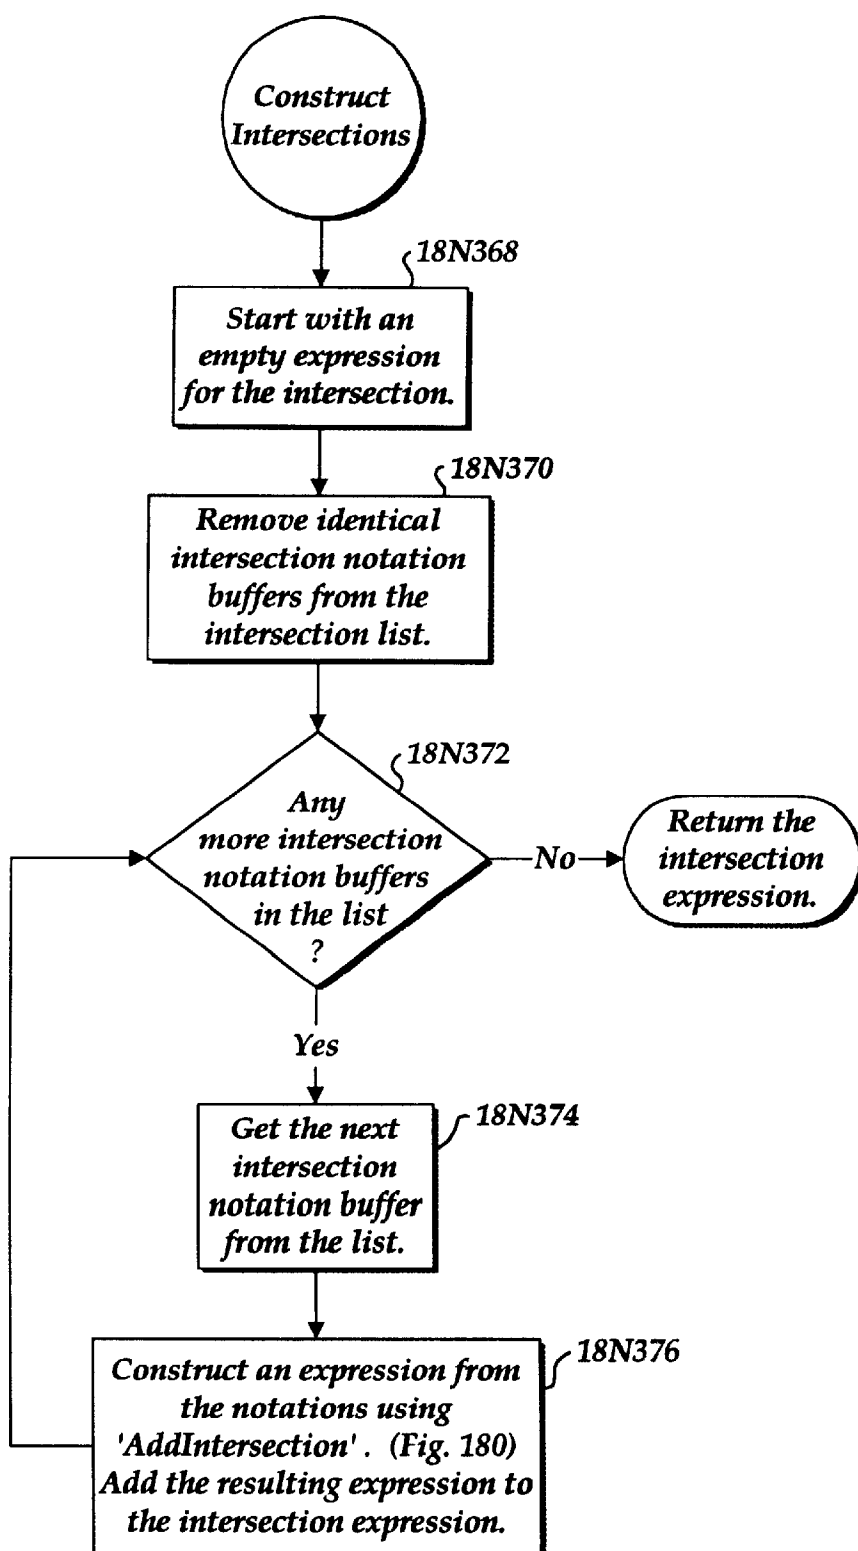 Construct
Intersections
18N368
Start with an
empty expression
for the intersection.
18N370
Remove identical
intersection notation
buffers from the
intersection list.
18N372
Any
more intersection
notation buffers
in the list
?
No
Return the
intersection
expression.
Yes
18N374
Get the next
intersection
notation buffer
from the list.
18N376
Construct an expression from
the notations using
'AddIntersection'. (Fig. 180)
Add the resulting expression to
the intersection expression.